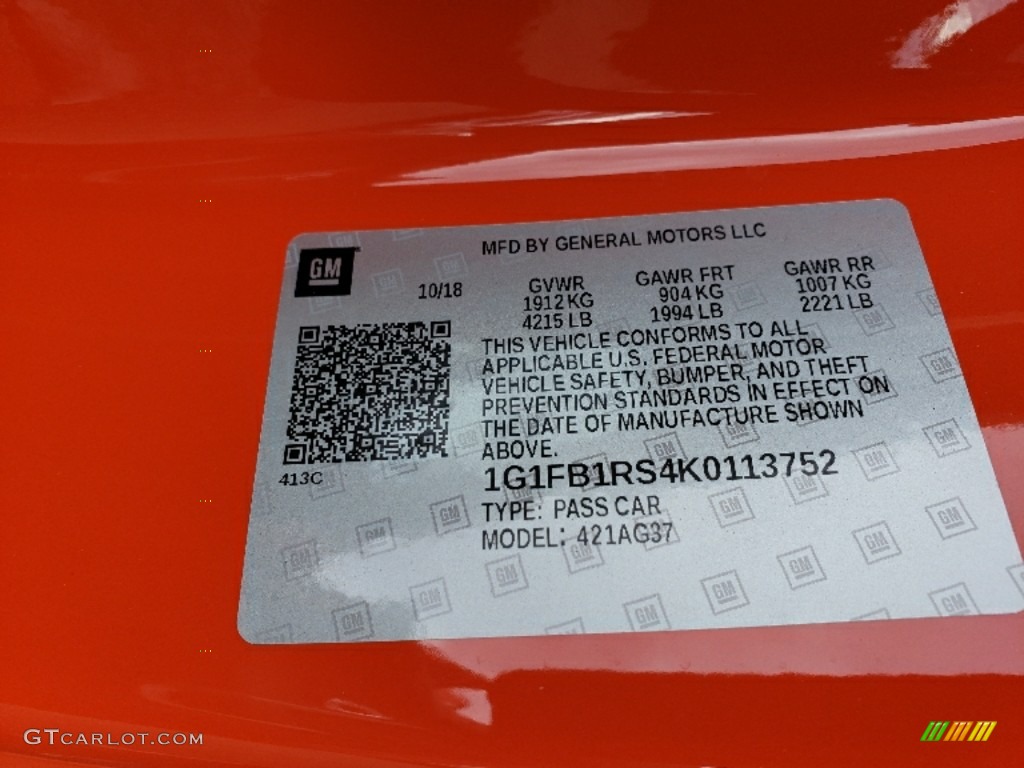 MFD BY GENERAL MOTORS LLC
GM
10/18
GVWR
1912 KG
4215 LB
GAWR FRT
904 KG
1994 LB
GAWR RR
1007 KG
2221 LB
THIS VEHICLE CONFORMS TO ALL
APPLICABLE U.S. FEDERAL MOTOR
VEHICLE SAFETY, BUMPER, AND THEFT
PREVENTION STANDARDS IN EFFECT ON
THE DATE OF MANUFACTURE SHOWN
ABOVE.
413C
1G1FB1RS4K0113752
TYPE: PASS CAR
MODEL: 421AG37
GTCARLOT.COM